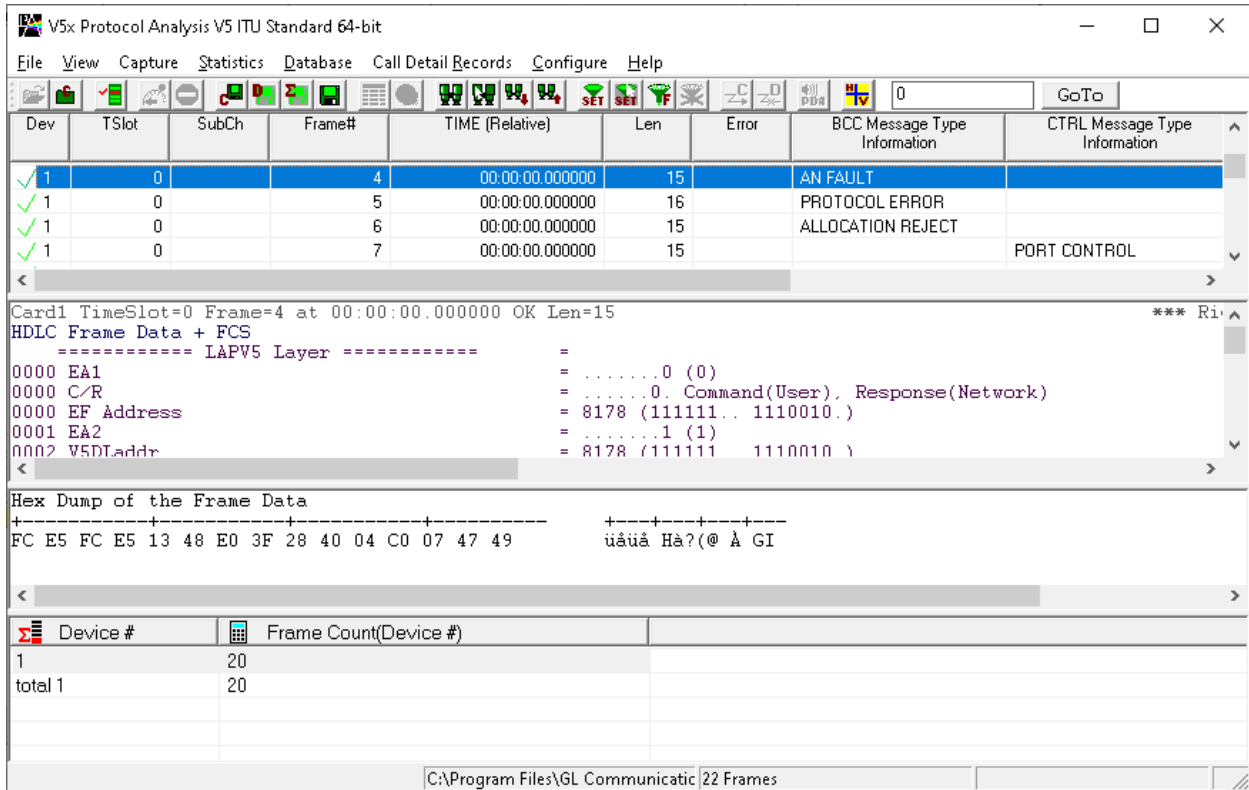 V5x Protocol Analysis V5 ITU Standard 64-bit
File View Capture Statistics Database Call Detail Records Configure Help
0 GoTo
Dev TSlot SubCh Frame# TIME (Relative) Len Error BCC Message Type Information CTRL Message Type Information
1 0 4 00:00:00.000000 15 AN FAULT
1 0 5 00:00:00.000000 16 PROTOCOL ERROR
1 0 6 00:00:00.000000 15 ALLOCATION REJECT
1 0 7 00:00:00.000000 15 PORT CONTROL
Card1 TimeSlot=0 Frame=4 at 00:00:00.000000 OK Len=15 *** Ri
HDLC Frame Data + FCS
============ LAPV5 Layer ============ =
0000 EA1 = .......0 (0)
0000 C/R = ......0. Command(User), Response(Network)
0000 EF Address = 8178 (111111.. 1110010.)
0001 EA2 = .......1 (1)
0002 V5DLaddr = 8178 (111111 1110010 )
Hex Dump of the Frame Data
+-----------+-----------+-----------+---------- +---+---+---+---
FC E5 FC E5 13 48 E0 3F 28 40 04 C0 07 47 49 üåüå Hà?(@ À GI
Device # Frame Count(Device #)
1 20
total 1 20
C:\Program Files\GL Communicatic 22 Frames